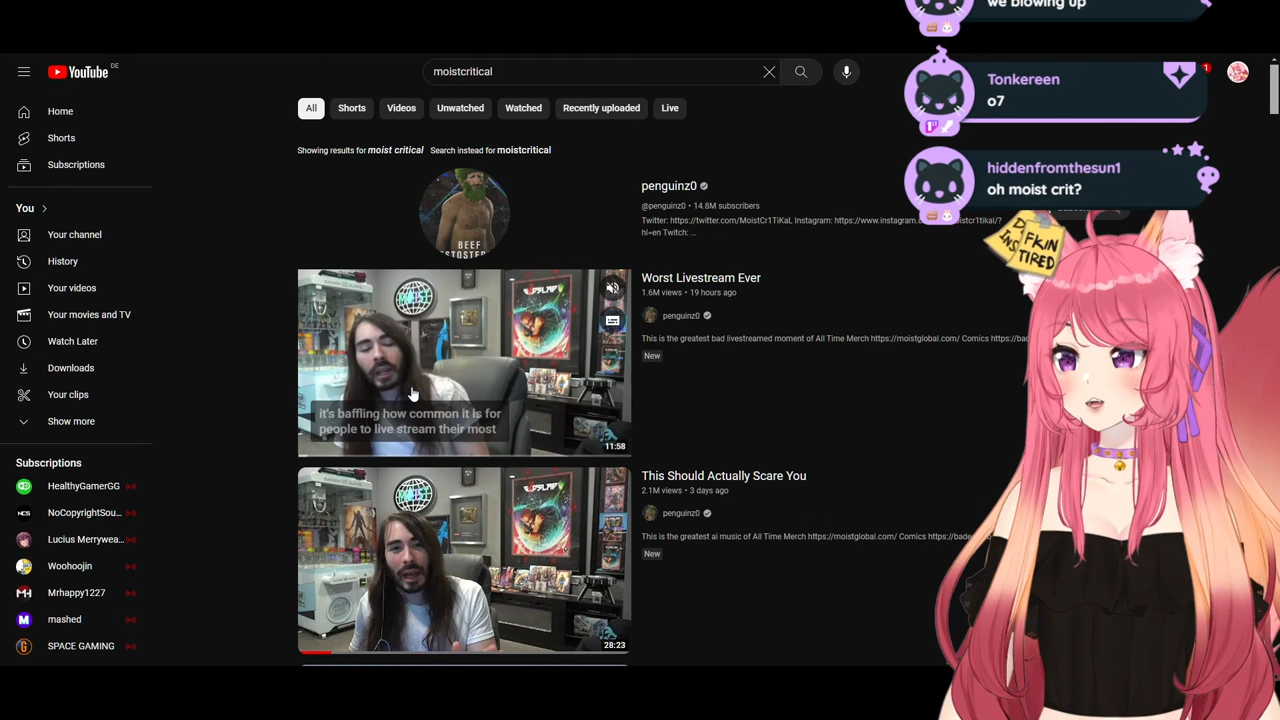 we blowing up
YouTube DE
moistcritical
1
Tonkereen
o7
hiddenfromthesun1
oh moist crit?
Home
Shorts
Subscriptions
You
Your channel
History
Your videos
Your movies and TV
Watch Later
Downloads
Your clips
Show more
Subscriptions
HealthyGamerGG
NoCopyrightSou...
Lucius Merrywea...
Woohoojin
Mrhappy1227
mashed
SPACE GAMING
All
Shorts
Videos
Unwatched
Watched
Recently uploaded
Live
Showing results for moist critical Search instead for moistcritical
BEEF
penguinz0
@penguinz0 • 14.8M subscribers
Twitter: https://twitter.com/MoistCr1TiKaL Instagram: https://www.instagram.
hl=en Twitch: ...
MOIST
it's baffling how common it is for
people to live stream their most
11:58
Worst Livestream Ever
1.6M views • 19 hours ago
penguinz0
This is the greatest bad livestreamed moment of All Time Merch https://moistglobal.com/ Comics https://bad
New
MOIST
28:23
This Should Actually Scare You
2.1M views • 3 days ago
penguinz0
This is the greatest ai music of All Time Merch https://moistglobal.com/ Comics https://bade
New
FKIN
TIRED